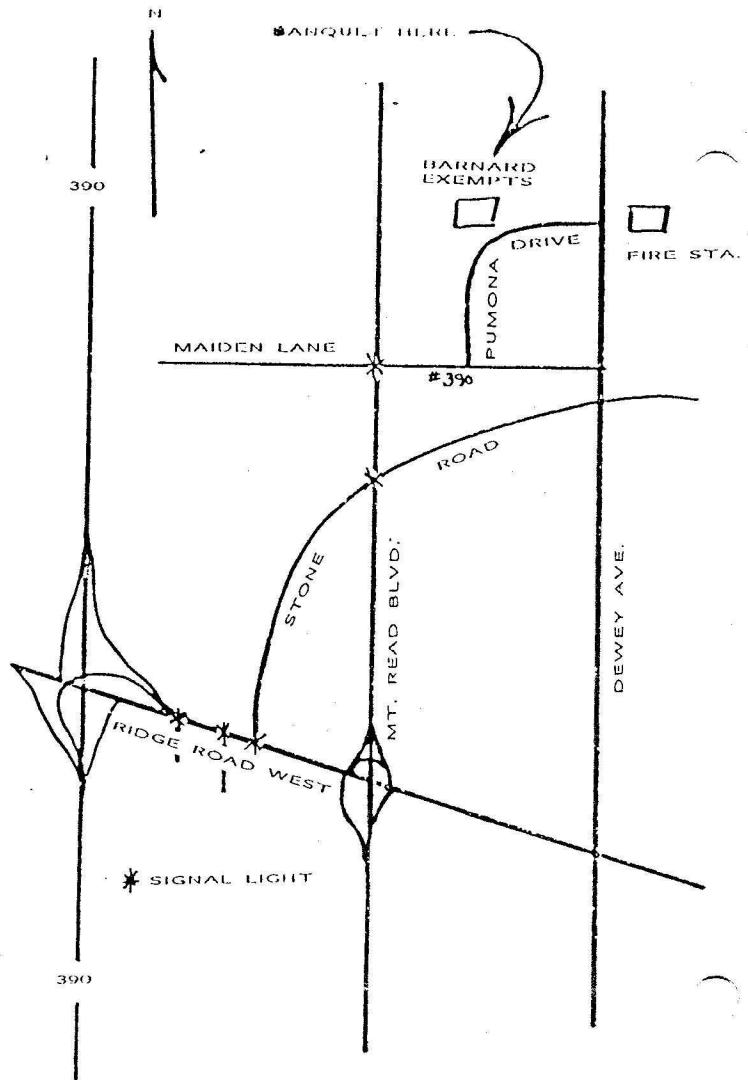 N
BANQUET HERE
390
BARNARD
EXEMPTS
DRIVE
FIRE STA.
PUMONA
MAIDEN LANE
#390
ROAD
STONE
MT. READ BLVD.
DEWEY AVE.
RIDGE ROAD WEST
SIGNAL LIGHT
390